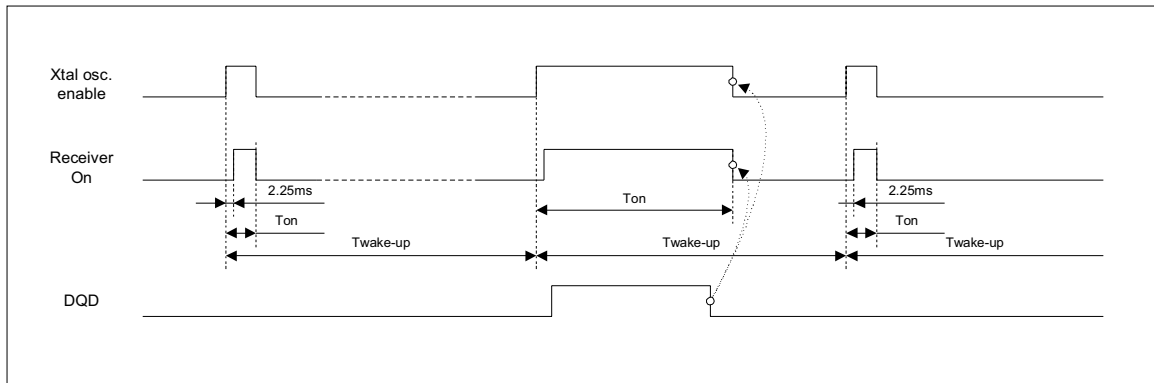 Xtal osc.
enable
Receiver
On
2.25ms
2.25ms
Ton
Ton
Ton
Twake-up
Twake-up
Twake-up
DQD